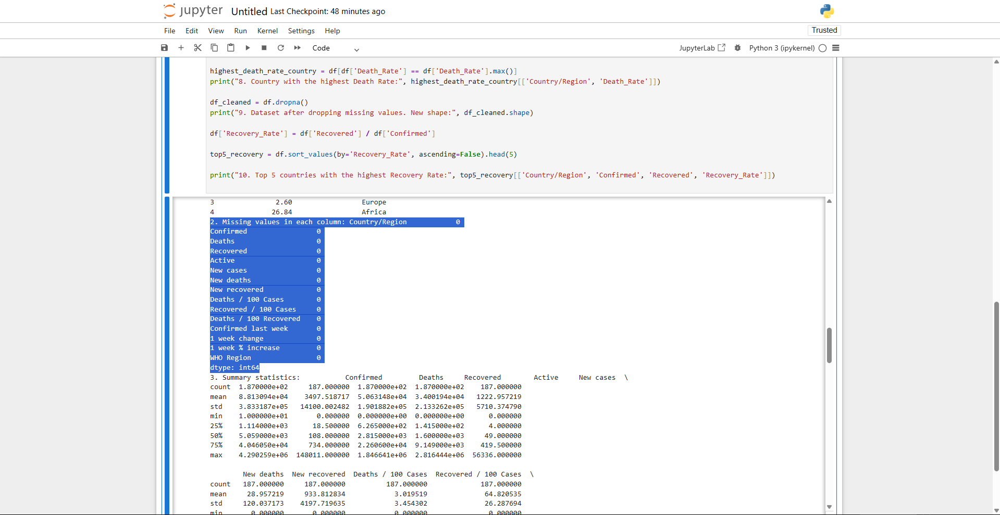 jupyter Untitled Last Checkpoint: 48 minutes ago
File Edit View Run Kernel Settings Help
Trusted
Code
JupyterLab
Python 3 (ipykernel)
highest_death_rate_country = df[df['Death_Rate'] == df['Death_Rate'].max()]
print("8. Country with the highest Death Rate:", highest_death_rate_country[['Country/Region', 'Death_Rate']])
df_cleaned = df.dropna()
print("9. Dataset after dropping missing values. New shape:", df_cleaned.shape)
df['Recovery_Rate'] = df['Recovered'] / df['Confirmed']
top5_recovery = df.sort_values(by='Recovery_Rate', ascending=False).head(5)
print("10. Top 5 countries with the highest Recovery Rate:", top5_recovery[['Country/Region', 'Confirmed', 'Recovered', 'Recovery_Rate']])
3 2.60 Europe
4 26.84 Africa
2. Missing values in each column: Country/Region 0
Confirmed 0
Deaths 0
Recovered 0
Active 0
New cases 0
New deaths 0
New recovered 0
Deaths / 100 Cases 0
Recovered / 100 Cases 0
Deaths / 100 Recovered 0
Confirmed last week 0
1 week change 0
1 week % increase 0
WHO Region 0
dtype: int64
3. Summary statistics: Confirmed Deaths Recovered Active New cases \
count 1.870000e+02 187.000000 1.870000e+02 1.870000e+02 187.000000
mean 8.813094e+04 3497.518717 5.063148e+04 3.400194e+04 1222.957219
std 3.833187e+05 14100.002482 1.901882e+05 2.133262e+05 5710.374790
min 1.000000e+01 0.000000 0.000000e+00 0.000000e+00 0.000000
25% 1.114000e+03 18.500000 6.265000e+02 1.415000e+02 4.000000
50% 5.059000e+03 108.000000 2.815000e+03 1.600000e+03 49.000000
75% 4.046050e+04 734.000000 2.260600e+04 9.149000e+03 419.500000
max 4.290259e+06 148011.000000 1.846641e+06 2.816444e+06 56336.000000
New deaths New recovered Deaths / 100 Cases Recovered / 100 Cases \
count 187.000000 187.000000 187.000000 187.000000
mean 28.957219 933.812834 3.019519 64.820535
std 120.037173 4197.719635 3.454302 26.287694
min 0.000000 0.000000 0.000000 0.000000